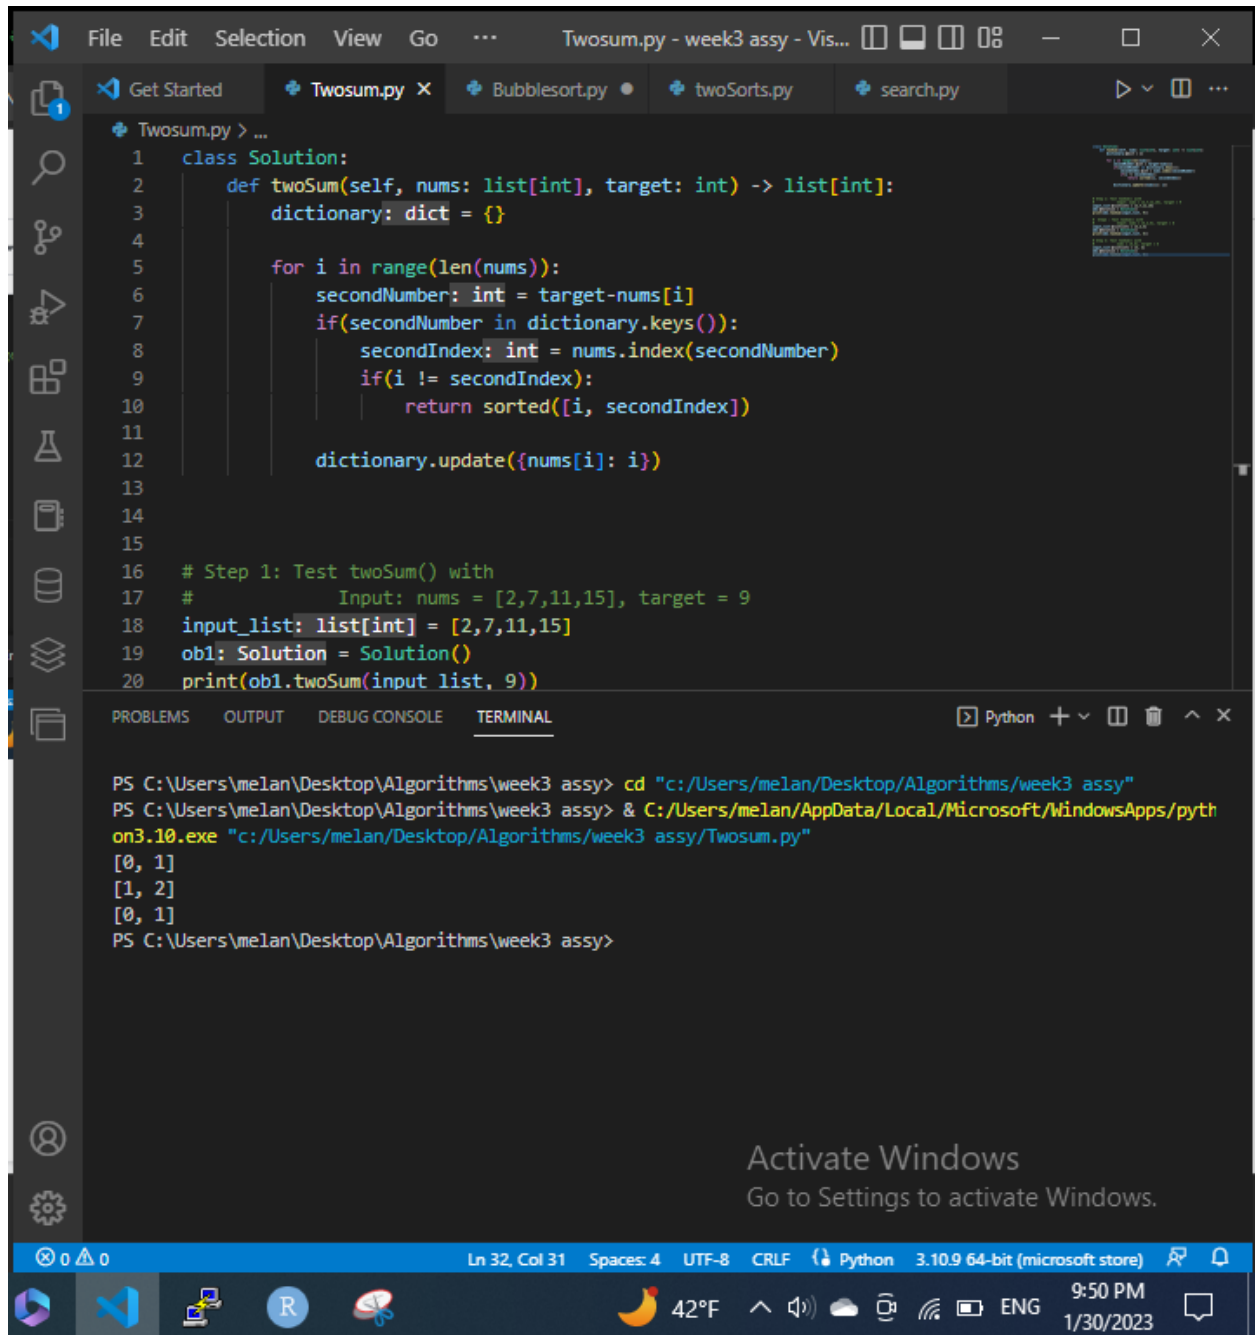 File Edit Selection View Go ··· Twosum.py - week3 assy - Vis...
Get Started Twosum.py Bubblesort.py twoSorts.py search.py
1
Twosum.py > ...
1 class Solution:
2 def twoSum(self, nums: list[int], target: int) -> list[int]:
3 dictionary: dict = {}
4
5 for i in range(len(nums)):
6 secondNumber: int = target-nums[i]
7 if(secondNumber in dictionary.keys()):
8 secondIndex: int = nums.index(secondNumber)
9 if(i != secondIndex):
10 return sorted([i, secondIndex])
11
12 dictionary.update({nums[i]: i})
13
14
15
16 # Step 1: Test twoSum() with
17 # Input: nums = [2,7,11,15], target = 9
18 input_list: list[int] = [2,7,11,15]
19 ob1: Solution = Solution()
20 print(ob1.twoSum(input_list, 9))
PROBLEMS OUTPUT DEBUG CONSOLE TERMINAL Python
PS C:\Users\melan\Desktop\Algorithms\week3 assy> cd "c:/Users/melan/Desktop/Algorithms/week3 assy"
PS C:\Users\melan\Desktop\Algorithms\week3 assy> & C:/Users/melan/AppData/Local/Microsoft/WindowsApps/pyth
on3.10.exe "c:/Users/melan/Desktop/Algorithms/week3 assy/Twosum.py"
[0, 1]
[1, 2]
[0, 1]
PS C:\Users\melan\Desktop\Algorithms\week3 assy>
Activate Windows
Go to Settings to activate Windows.
0 0 Ln 32, Col 31 Spaces: 4 UTF-8 CRLF Python 3.10.9 64-bit (microsoft store)
R 42°F ENG 9:50 PM
1/30/2023